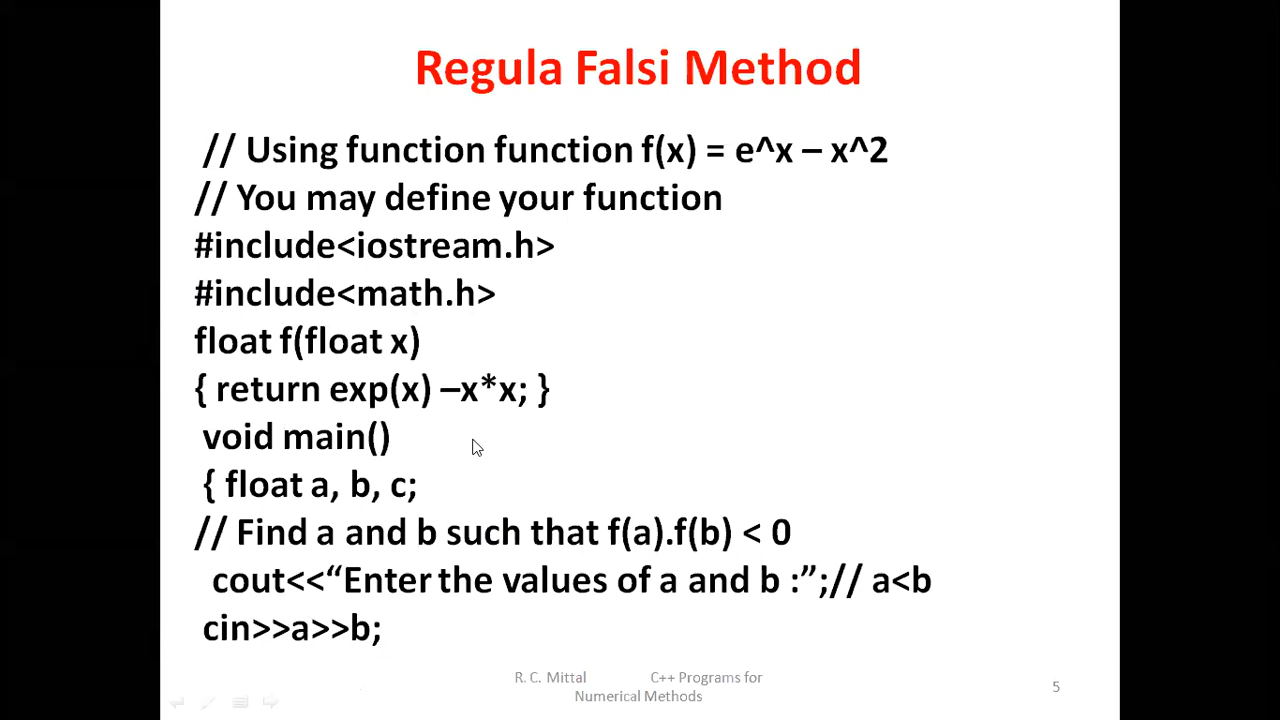 Regula Falsi Method
// Using function function f(x) = e^x – x^2
// You may define your function
#include<iostream.h>
#include<math.h>
float f(float x)
{ return exp(x) –x*x; }
void main()
{ float a, b, c;
// Find a and b such that f(a).f(b) < 0
cout<<“Enter the values of a and b :”;// a<b
cin>>a>>b;
R. C. Mittal C++ Programs for
Numerical Methods
5